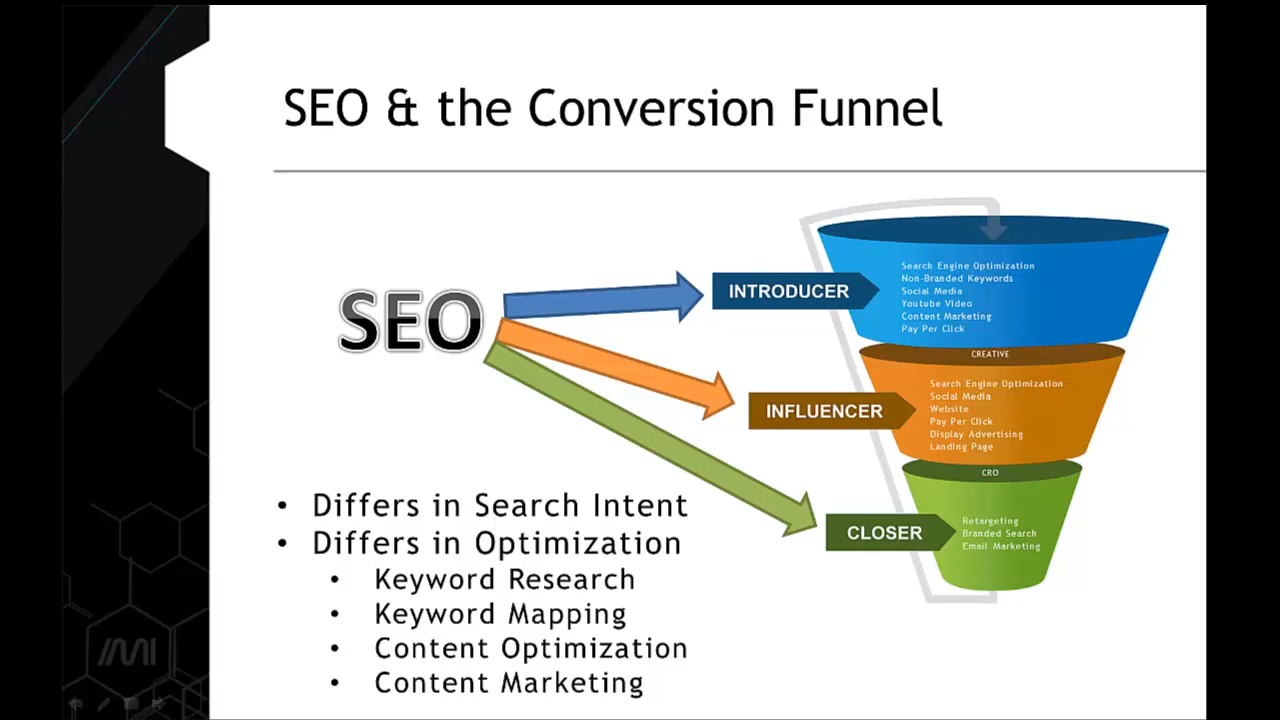 SEO & the Conversion Funnel
SEO
INTRODUCER
Search Engine Optimization
Non-Branded Keywords
Social Media
Youtube Video
Content Marketing
Pay Per Click
CREATIVE
INFLUENCER
Search Engine Optimization
Social Media
Website
Pay Per Click
Display Advertising
Landing Page
CRO
CLOSER
Retargeting
Branded Search
Email Marketing
• Differs in Search Intent
• Differs in Optimization
• Keyword Research
• Keyword Mapping
• Content Optimization
• Content Marketing
IMI